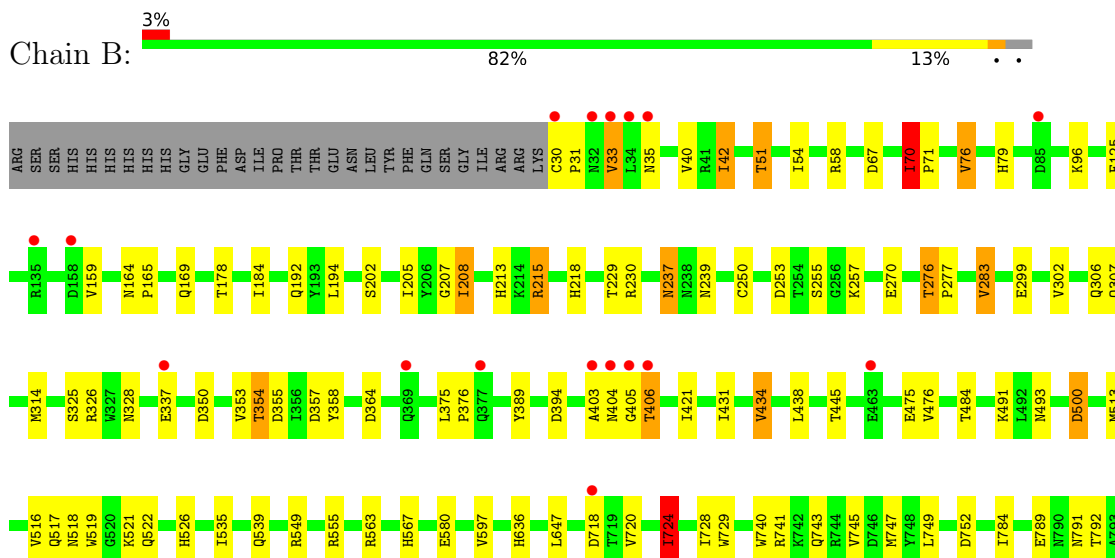 3%
Chain B:
82% 13% • •
ARG SER SER HIS HIS HIS HIS HIS HIS GLY GLU PHE ASP ILE PRO THR THR GLU ASN LEU TYR PHE GLN SER GLY ILE ARG ARG LYS C30 P31 N32 V33 L34 N35 V40 R41 I42 T51 I54 R58 D67 I70 P71 V76 H79 D85 K96
R135 D158 V159 N164 P165 Q169 T178 I184 Q192 Y193 L194 S202 I205 Y206 G207 I208 H213 K214 R215 H218 T229 R230 N237 N238 N239 C250 D253 T254 S255 G256 K257 E270 T276 P277 V283 E299 V302 Q306
M314 S325 R326 W327 N328 E337 D350 V353 T354 D355 I356 D357 Y358 D364 Q369 L375 P376 Q377 Y389 D394 A403 N404 G405 T406 I421 I431 V434 L438 T445 E463 E475 V476 T484 K491 L492 N493 D500
V516 Q517 N518 W519 G520 K521 Q522 H526 I535 Q539 R549 R555 R563 H567 E580 V597 H636 L647 D718 T719 V720 I724 I728 W729 W740 R741 K742 Q743 R744 V745 D746 M747 Y748 L749 D752 I784 E789 N790 N791 T792